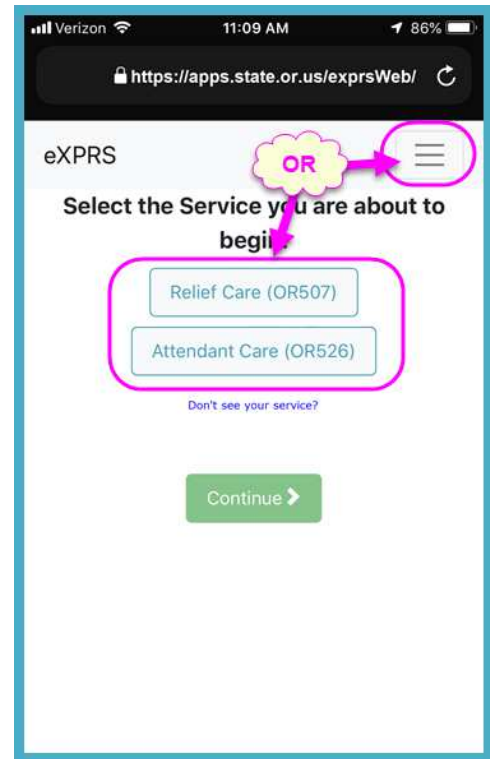 Verizon 11:09 AM 86%
https://apps.state.or.us/exprsWeb/
eXPRS
OR
Select the Service you are about to
begin.
Relief Care (OR507)
Attendant Care (OR526)
Don't see your service?
Continue